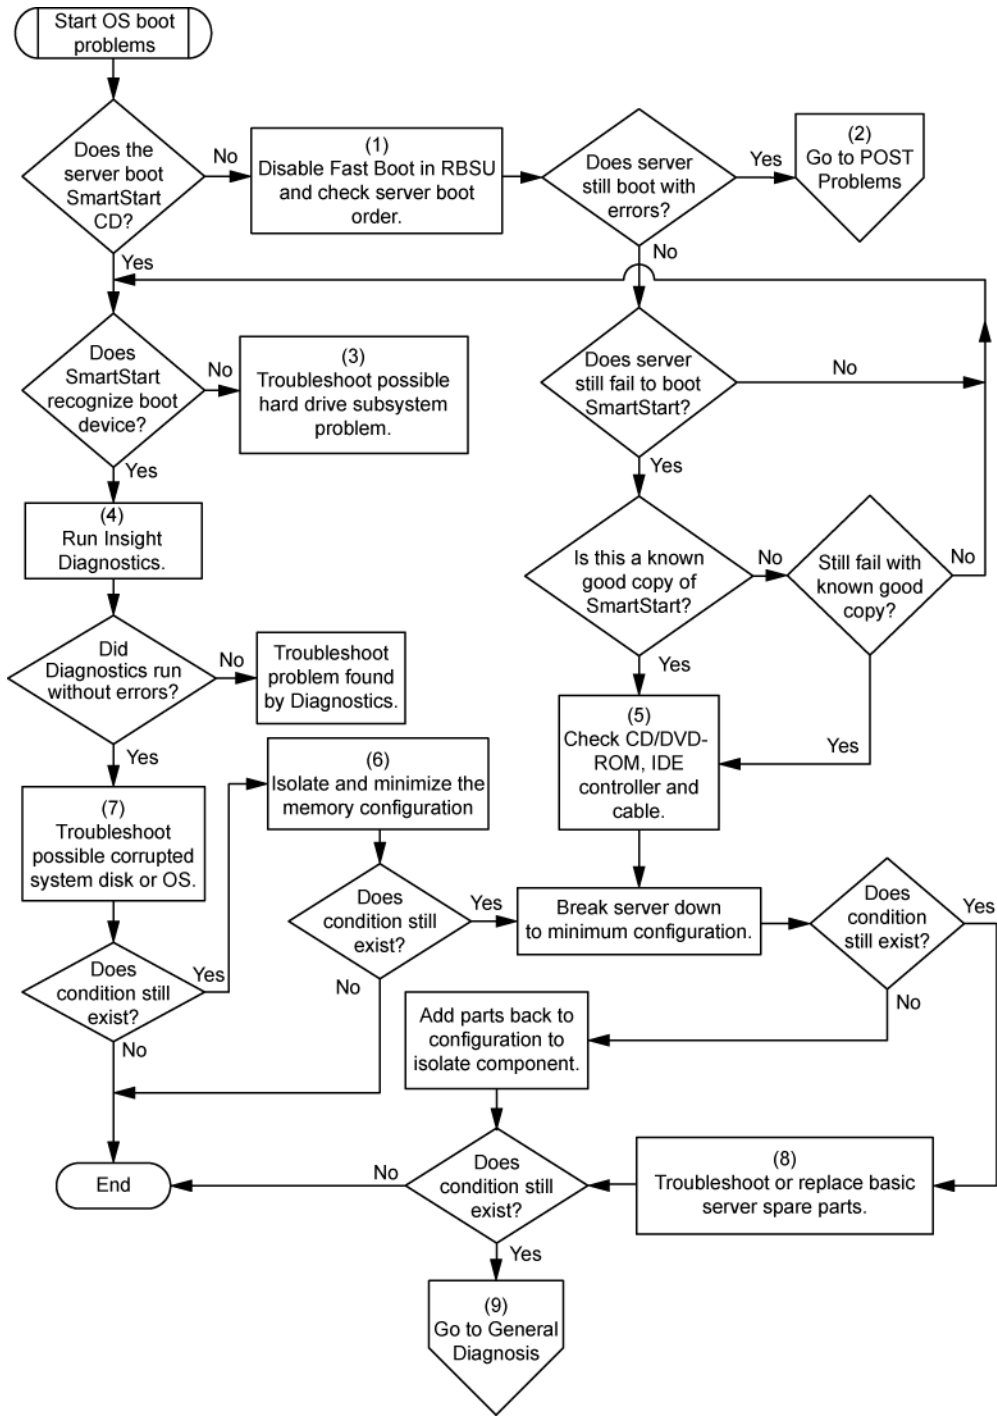 Start OS boot
problems
Does the
server boot
SmartStart
CD?
No
(1)
Disable Fast Boot in RBSU
and check server boot
order.
Does server
still boot with
errors?
Yes
(2)
Go to POST
Problems
Yes
No
Does
SmartStart
recognize boot
device?
No
(3)
Troubleshoot possible
hard drive subsystem
problem.
Does server
still fail to boot
SmartStart?
No
Yes
Yes
(4)
Run Insight
Diagnostics.
Is this a known
good copy of
SmartStart?
No
Still fail with
known good
copy?
No
Did
Diagnostics run
without errors?
No
Troubleshoot
problem found
by Diagnostics.
Yes
Yes
(5)
Check CD/DVD-
ROM, IDE
controller and
cable.
Yes
(6)
Isolate and minimize the
memory configuration
(7)
Troubleshoot
possible corrupted
system disk or OS.
Does
condition still
exist?
Yes
Break server down
to minimum configuration.
Does
condition
still exist?
Yes
No
No
Does
condition still
exist?
Yes
No
Add parts back to
configuration to
isolate component.
End
No
Does
condition still
exist?
(8)
Troubleshoot or replace basic
server spare parts.
Yes
(9)
Go to General
Diagnosis